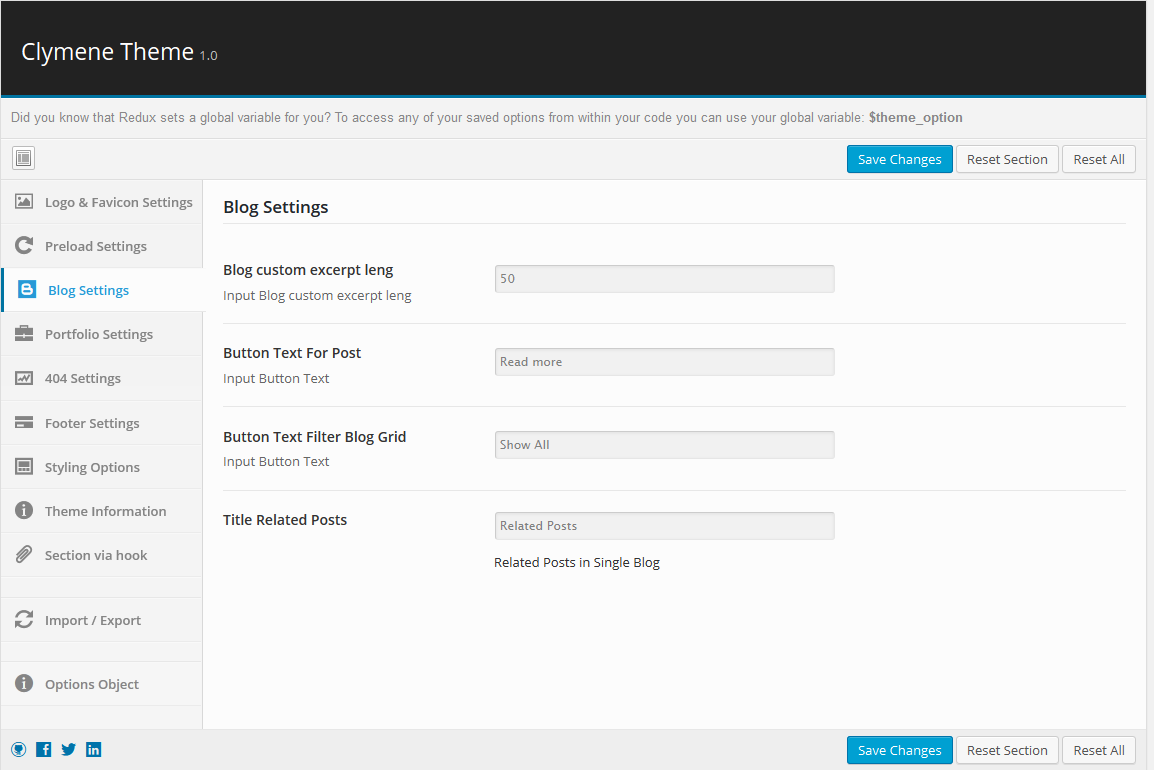 Clymene Theme 1.0
Did you know that Redux sets a global variable for you? To access any of your saved options from within your code you can use your global variable: $theme_option
Save Changes Reset Section Reset All
Logo & Favicon Settings
Preload Settings
Blog Settings
Portfolio Settings
404 Settings
Footer Settings
Styling Options
Theme Information
Section via hook
Import / Export
Options Object
Blog Settings
Blog custom excerpt leng
Input Blog custom excerpt leng
50
Button Text For Post
Input Button Text
Read more
Button Text Filter Blog Grid
Input Button Text
Show All
Title Related Posts
Related Posts
Related Posts in Single Blog
Save Changes Reset Section Reset All